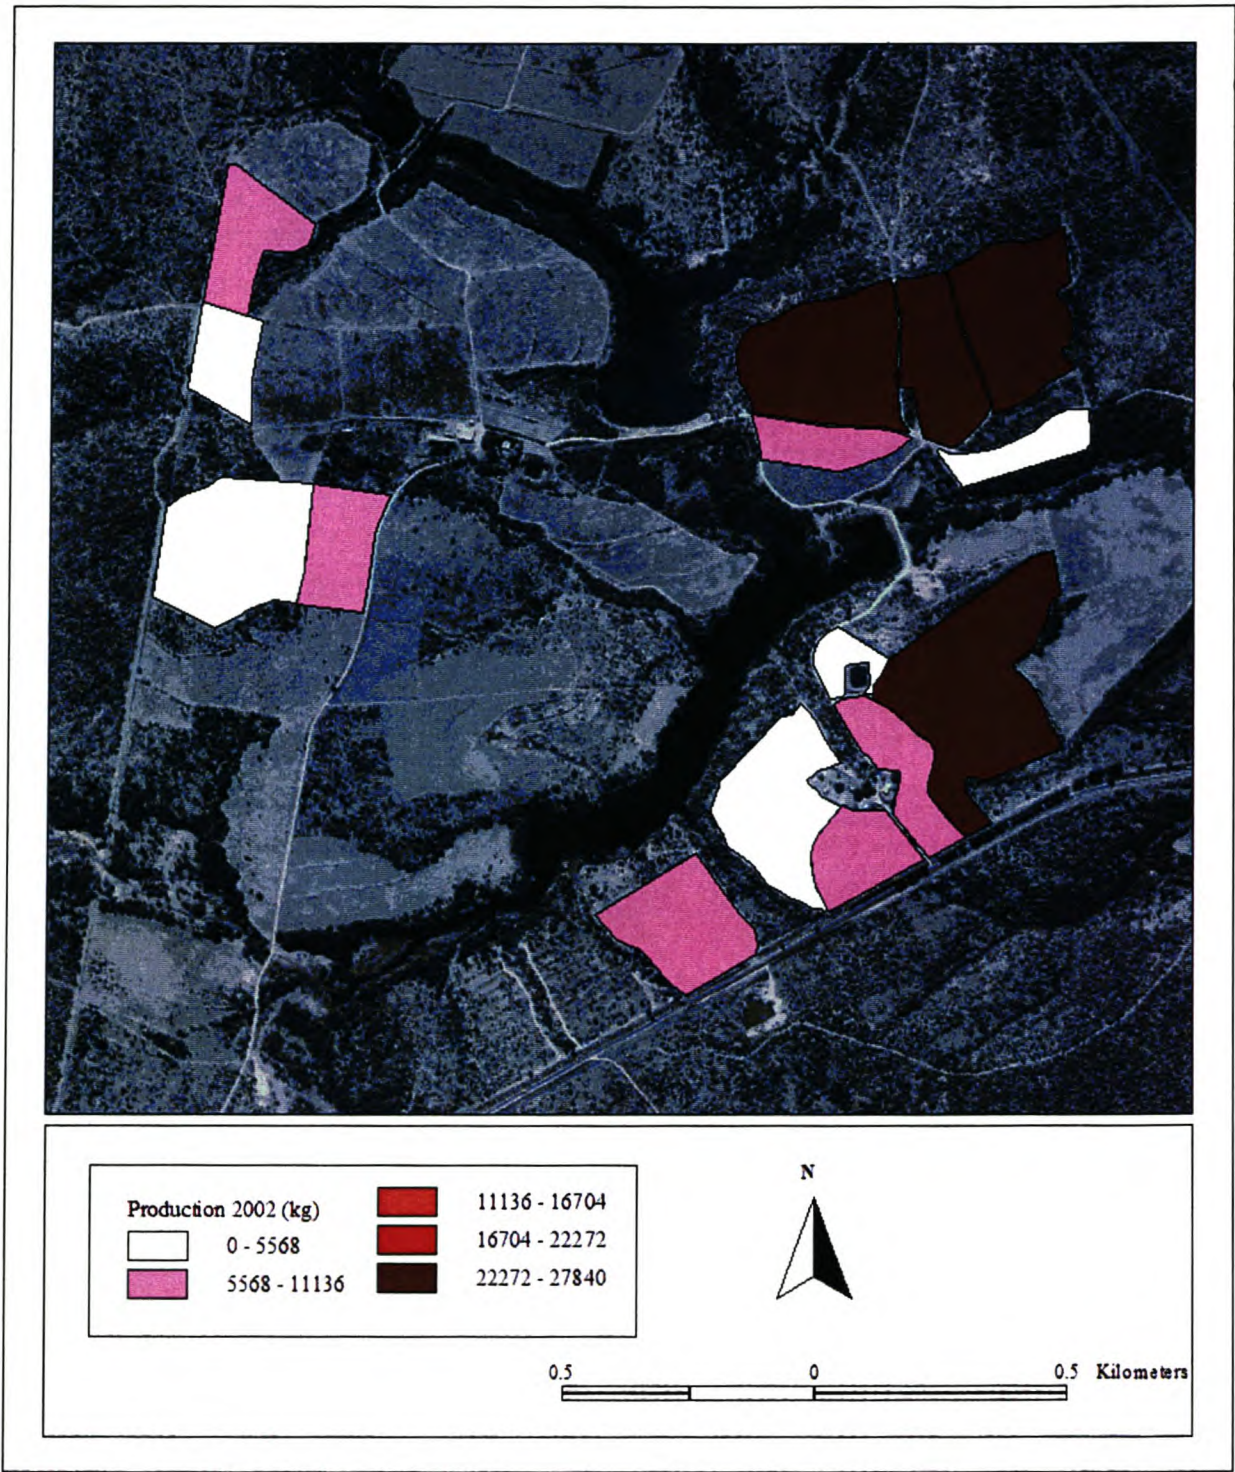 Production 2002 (kg)
0 - 5568
5568 - 11136
11136 - 16704
16704 - 22272
22272 - 27840
N
0.5 0 0.5 Kilometers